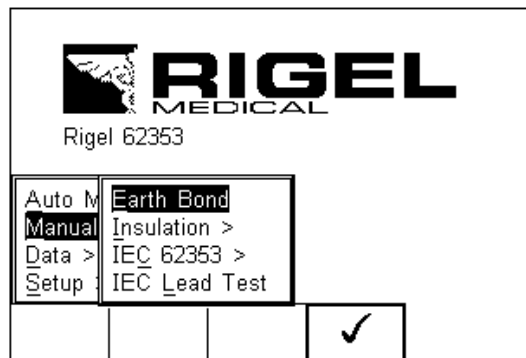 RIGEL
MEDICAL
Rigel 62353
Auto M
Manual
Data >
Setup
Earth Bond
Insulation >
IEC 62353 >
IEC Lead Test